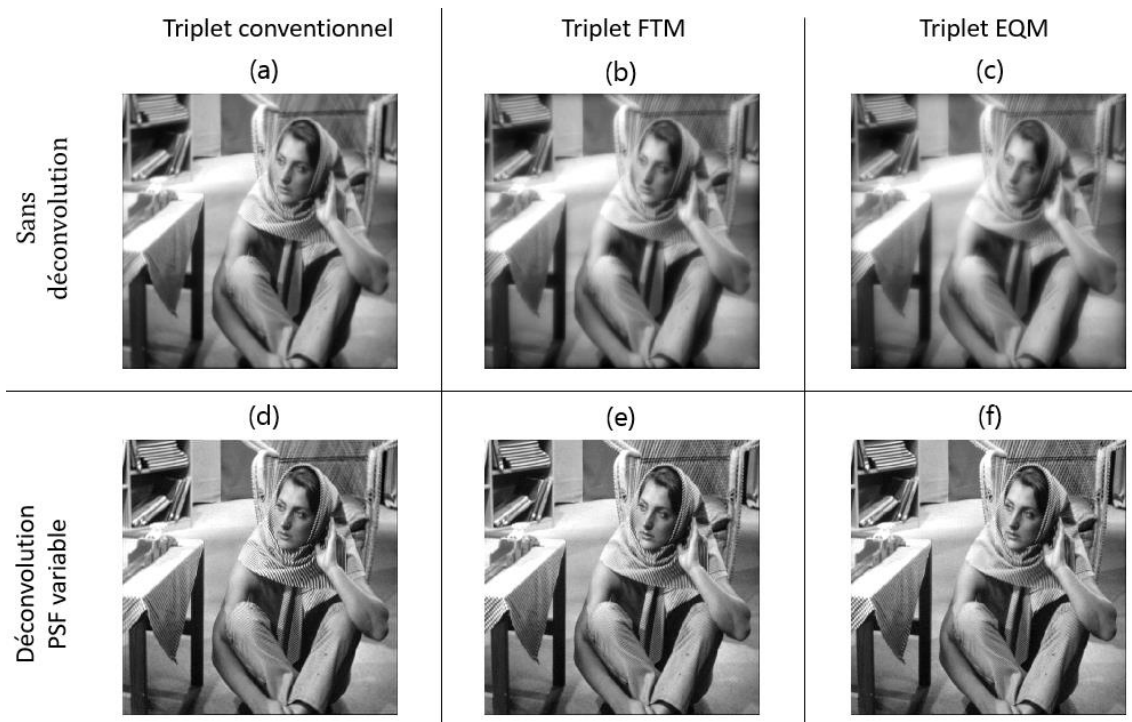 Triplet conventionnel
Triplet FTM
Triplet EQM
(a)
(b)
(c)
Sans
déconvolution
(d)
(e)
(f)
Déconvolution
PSF variable